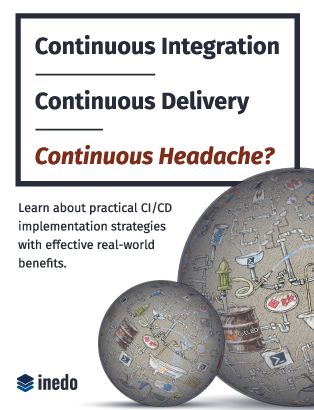 Continuous Integration
Continuous Delivery
Continuous Headache?
Learn about practical CI/CD
implementation strategies
with effective real-world
benefits.
inedo